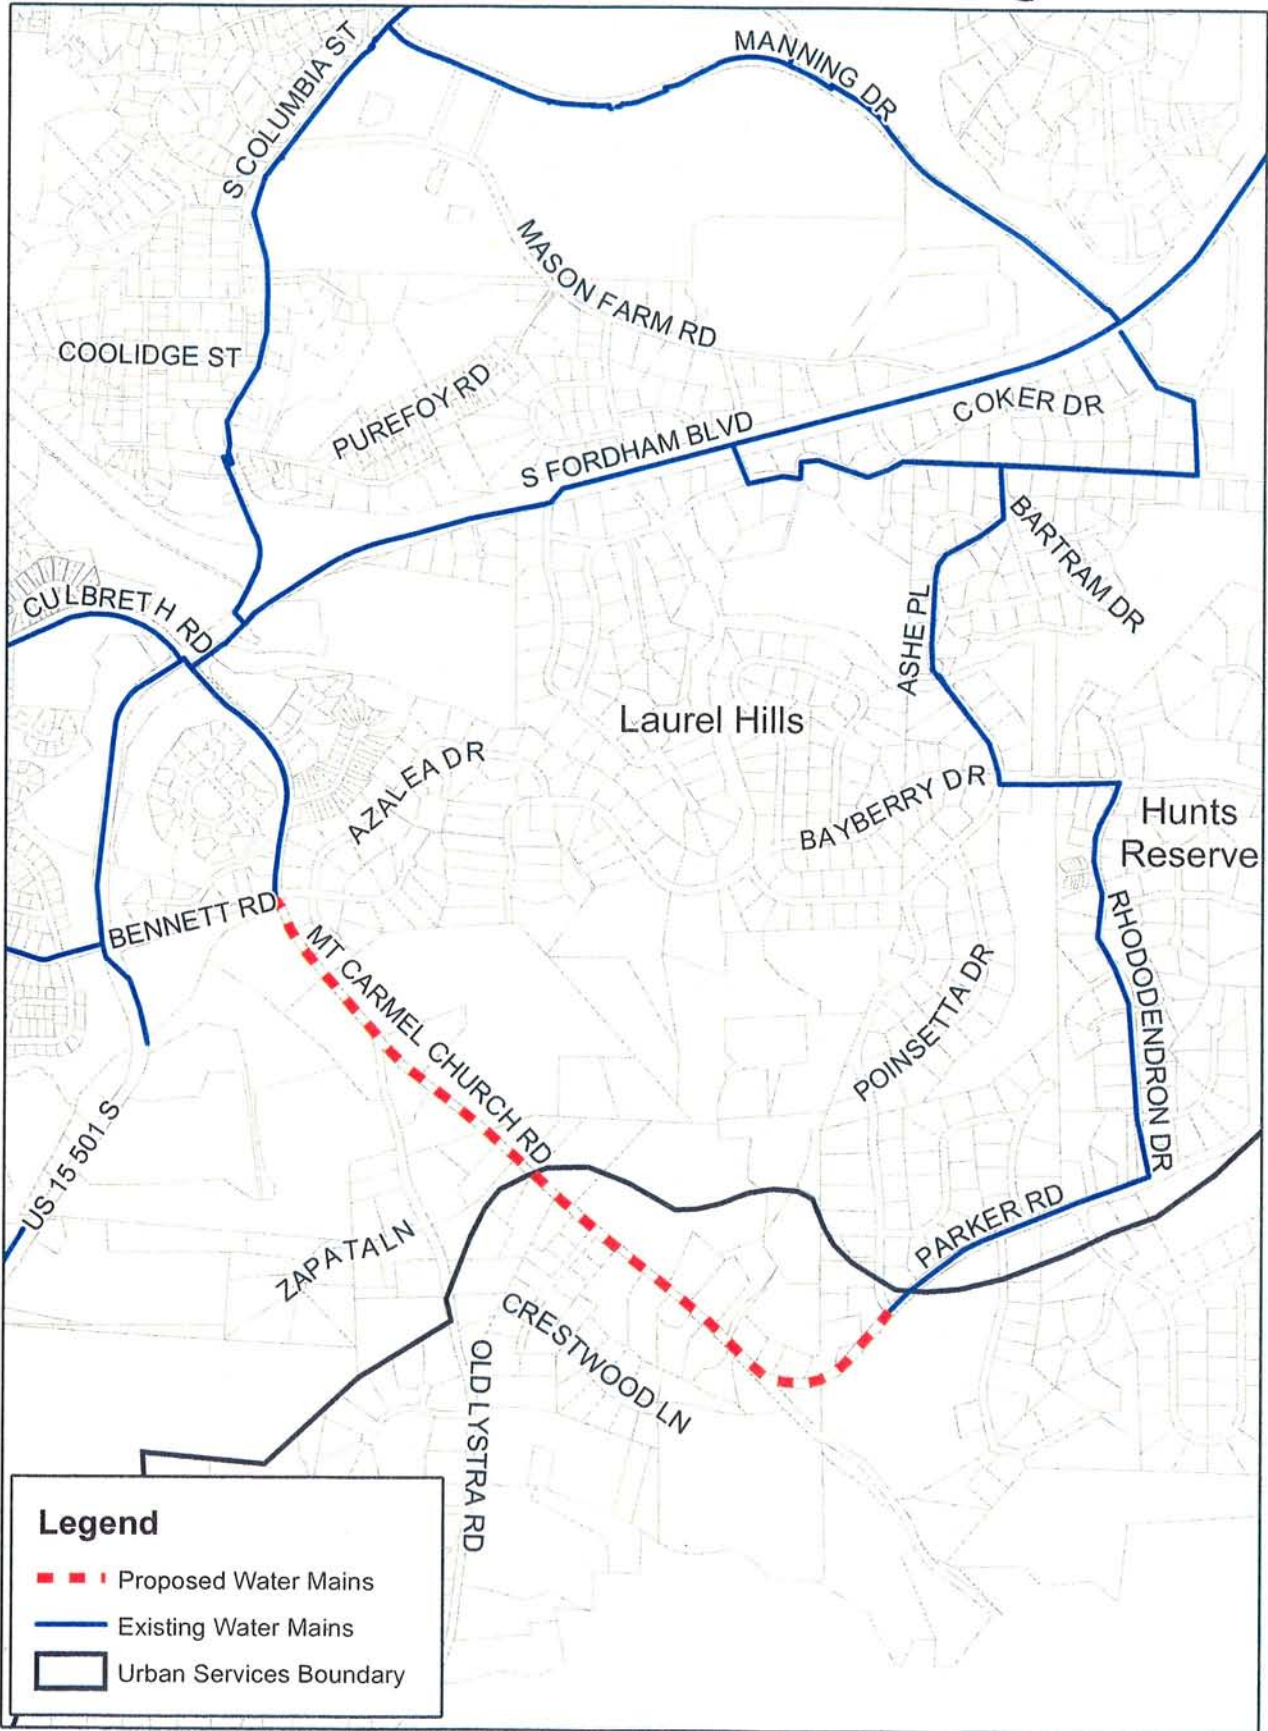 MANNING DR
S COLUMBIA ST
MASON FARM RD
COOLIDGE ST
PUREFOY RD
S FORDHAM BLVD
COKER DR
BARTRAM DR
CULBRETH RD
ASHE PL
Laurel Hills
AZALEA DR
BAYBERRY DR
Hunts
Reserve
BENNETT RD
MT CARMEL CHURCH RD
RHODODENDRON DR
POINSETTA DR
US 15 501 S
PARKER RD
ZAPATA LN
CRESTWOOD LN
OLD LYSTRA RD
Legend
Proposed Water Mains
Existing Water Mains
Urban Services Boundary